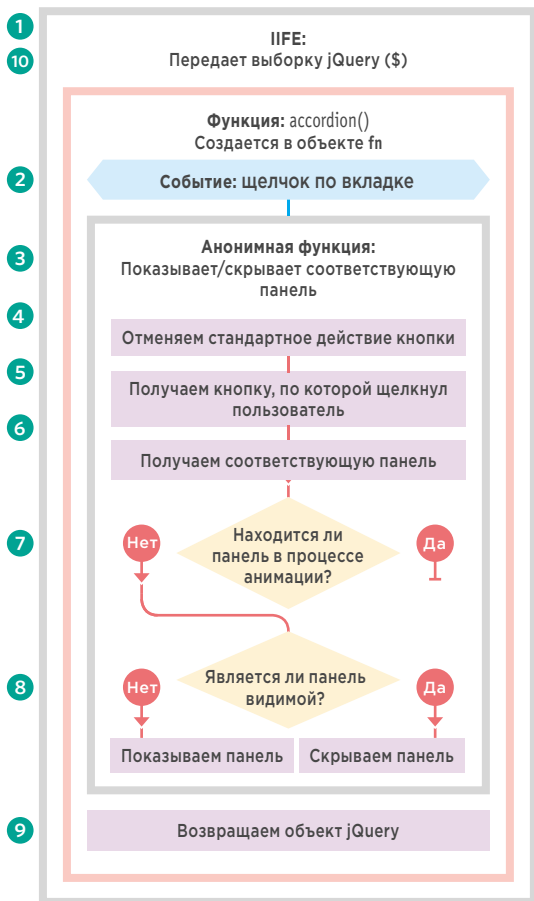 1
IIFE:
10
Передает выборку jQuery ($)
Функция: accordion()
Создается в объекте fn
2
Событие: щелчок по вкладке
3
Анонимная функция:
Показывает/скрывает соответствующую
панель
4
Отменяем стандартное действие кнопки
5
Получаем кнопку, по которой щелкнул
пользователь
6
Получаем соответствующую панель
7
Нет
Находится ли
панель в процессе
анимации?
Да
8
Нет
Является ли панель
видимой?
Да
Показываем панель
Скрываем панель
9
Возвращаем объект jQuery